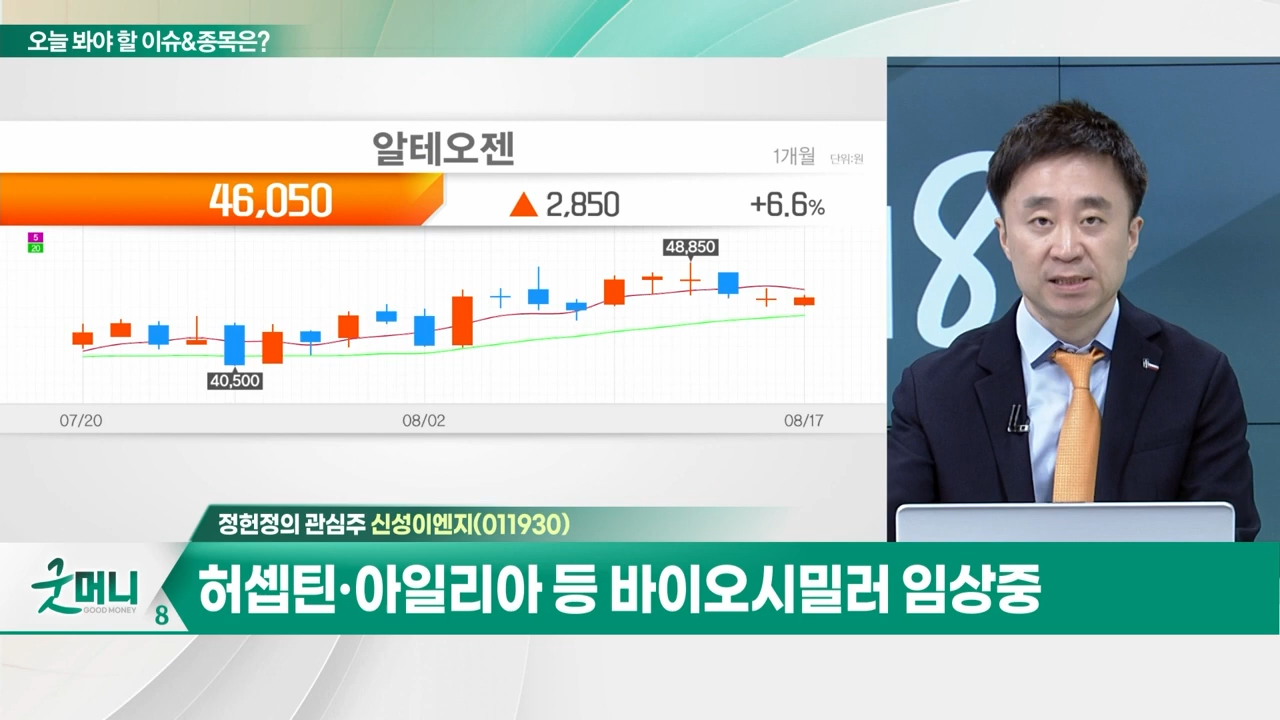 오늘 봐야 할 이슈&종목은?
알테오젠
1개월 단위:원
46,050 ▲ 2,850 +6.6%
5
20
48,850
40,500
07/20 08/02 08/17
8
정헌정의 관심주 신성이엔지(011930)
굿머니
GOOD MONEY
8
허셉틴·아일리아 등 바이오시밀러 임상중